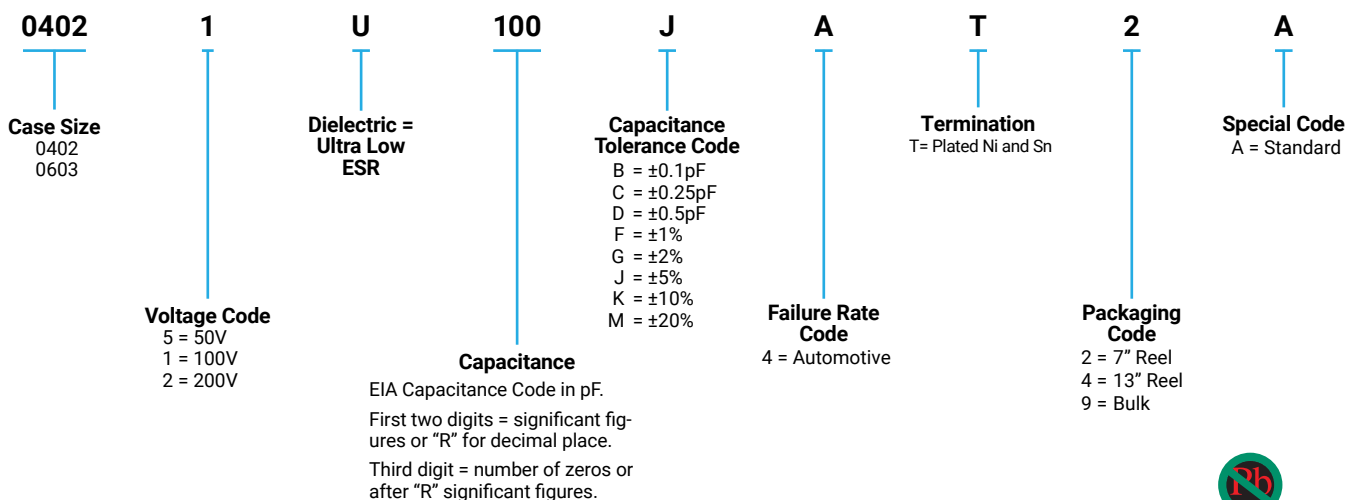 0402 1 U 100 J A T 2 A
Case Size
0402
0603
Voltage Code
5 = 50V
1 = 100V
2 = 200V
Dielectric =
Ultra Low
ESR
Capacitance
EIA Capacitance Code in pF.
First two digits = significant fig-
ures or “R” for decimal place.
Third digit = number of zeros or
after “R” significant figures.
Capacitance
Tolerance Code
B = ±0.1pF
C = ±0.25pF
D = ±0.5pF
F = ±1%
G = ±2%
J = ±5%
K = ±10%
M = ±20%
Failure Rate
Code
4 = Automotive
Termination
T= Plated Ni and Sn
Packaging
Code
2 = 7” Reel
4 = 13” Reel
9 = Bulk
Special Code
A = Standard
Pb